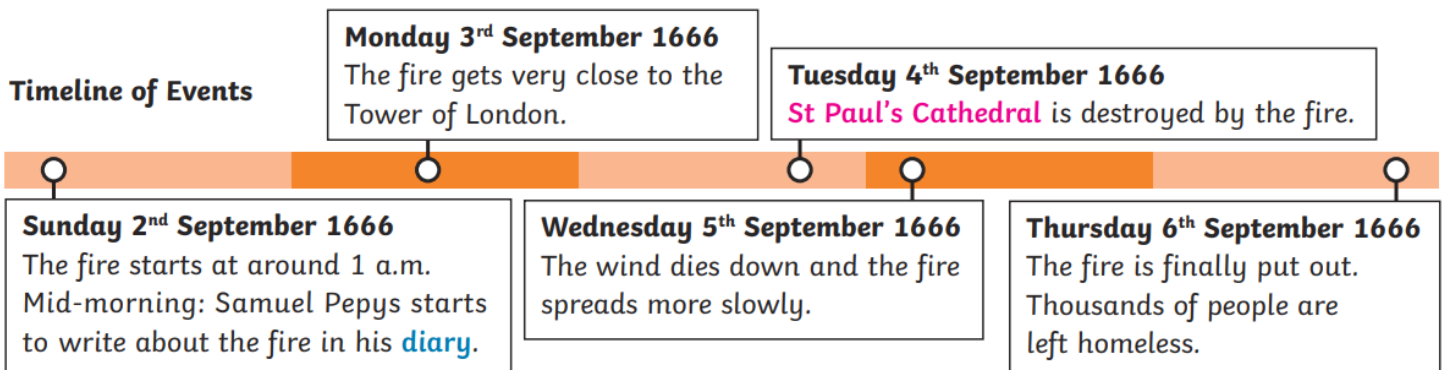 Timeline of Events
Monday 3rd September 1666
The fire gets very close to the
Tower of London.
Tuesday 4th September 1666
St Paul's Cathedral is destroyed by the fire.
Sunday 2nd September 1666
The fire starts at around 1 a.m.
Mid-morning: Samuel Pepys starts
to write about the fire in his diary.
Wednesday 5th September 1666
The wind dies down and the fire
spreads more slowly.
Thursday 6th September 1666
The fire is finally put out.
Thousands of people are
left homeless.